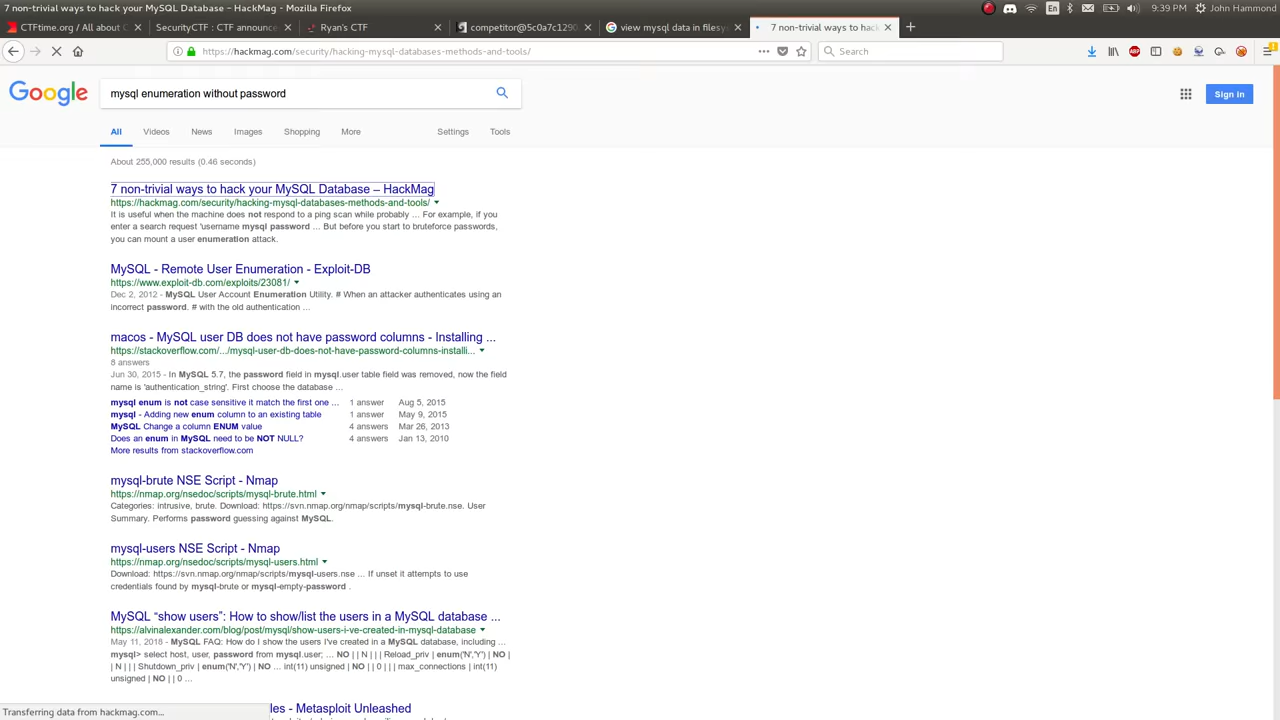 7 non-trivial ways to hack your MySQL Database – HackMag - Mozilla Firefox
En
9:39 PM
John Hammond
CTFtime.org / All about C
SecurityCTF : CTF announce
Ryan's CTF
competitor@5c0a7c1290
view mysql data in filesy
7 non-trivial ways to hack
https://hackmag.com/security/hacking-mysql-databases-methods-and-tools/
Search
Google
mysql enumeration without password
Sign in
All
Videos
News
Images
Shopping
More
Settings
Tools
About 255,000 results (0.46 seconds)
7 non-trivial ways to hack your MySQL Database – HackMag
https://hackmag.com/security/hacking-mysql-databases-methods-and-tools/
It is useful when the machine does not respond to a ping scan while probably ... For example, if you
enter a search request 'username mysql password ... But before you start to bruteforce passwords,
you can mount a user enumeration attack.
MySQL - Remote User Enumeration - Exploit-DB
https://www.exploit-db.com/exploits/23081/
Dec 2, 2012 - MySQL User Account Enumeration Utility. # When an attacker authenticates using an
incorrect password. # with the old authentication ...
macos - MySQL user DB does not have password columns - Installing ...
https://stackoverflow.com/.../mysql-user-db-does-not-have-password-columns-installi...
8 answers
Jun 30, 2015 - In MySQL 5.7, the password field in mysql.user table field was removed, now the field
name is 'authentication_string'. First choose the database ...
mysql enum is not case sensitive it match the first one ... 1 answer Aug 5, 2015
mysql - Adding new enum column to an existing table 1 answer May 9, 2015
MySQL Change a column ENUM value 4 answers Mar 26, 2013
Does an enum in MySQL need to be NOT NULL? 4 answers Jan 13, 2010
More results from stackoverflow.com
mysql-brute NSE Script - Nmap
https://nmap.org/nsedoc/scripts/mysql-brute.html
Categories: intrusive, brute. Download: https://svn.nmap.org/nmap/scripts/mysql-brute.nse. User
Summary. Performs password guessing against MySQL.
mysql-users NSE Script - Nmap
https://nmap.org/nsedoc/scripts/mysql-users.html
Download: https://svn.nmap.org/nmap/scripts/mysql-users.nse ... If unset it attempts to use
credentials found by mysql-brute or mysql-empty-password .
MySQL “show users”: How to show/list the users in a MySQL database ...
https://alvinalexander.com/blog/post/mysql/show-users-i-ve-created-in-mysql-database
May 11, 2018 - MySQL FAQ: How do I show the users I've created in a MySQL database, including ...
mysql> select host, user, password from mysql.user; ... NO | | N | | | Reload_priv | enum('N','Y') | NO |
| N | | | Shutdown_priv | enum('N','Y') | NO ... int(11) unsigned | NO | | 0 | | | max_connections | int(11)
unsigned | NO | | 0 ...
les - Metasploit Unleashed
Transferring data from hackmag.com...